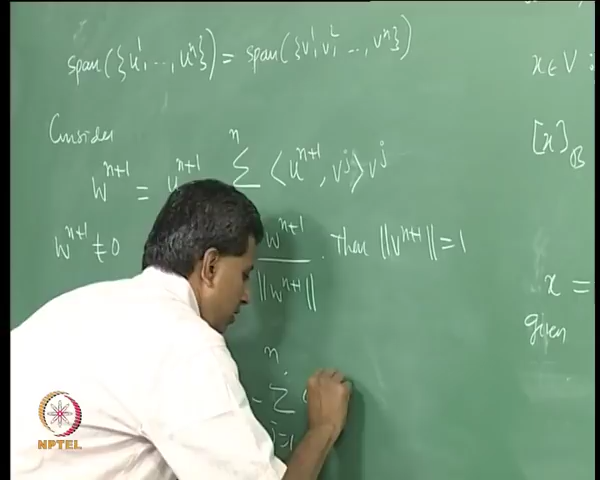 span({u¹, ..., uⁿ}) = span({v¹, v², ..., vⁿ})
Consider
wⁿ⁺¹ = uⁿ⁺¹ n Σ ⟨uⁿ⁺¹, vʲ⟩ vʲ
wⁿ⁺¹ ≠ 0 wⁿ⁺¹ / ‖wⁿ⁺¹‖ . Then ‖vⁿ⁺¹‖ = 1
- n Σ j=1
x ∈ V :
[x]_B
x =
given
NPTEL